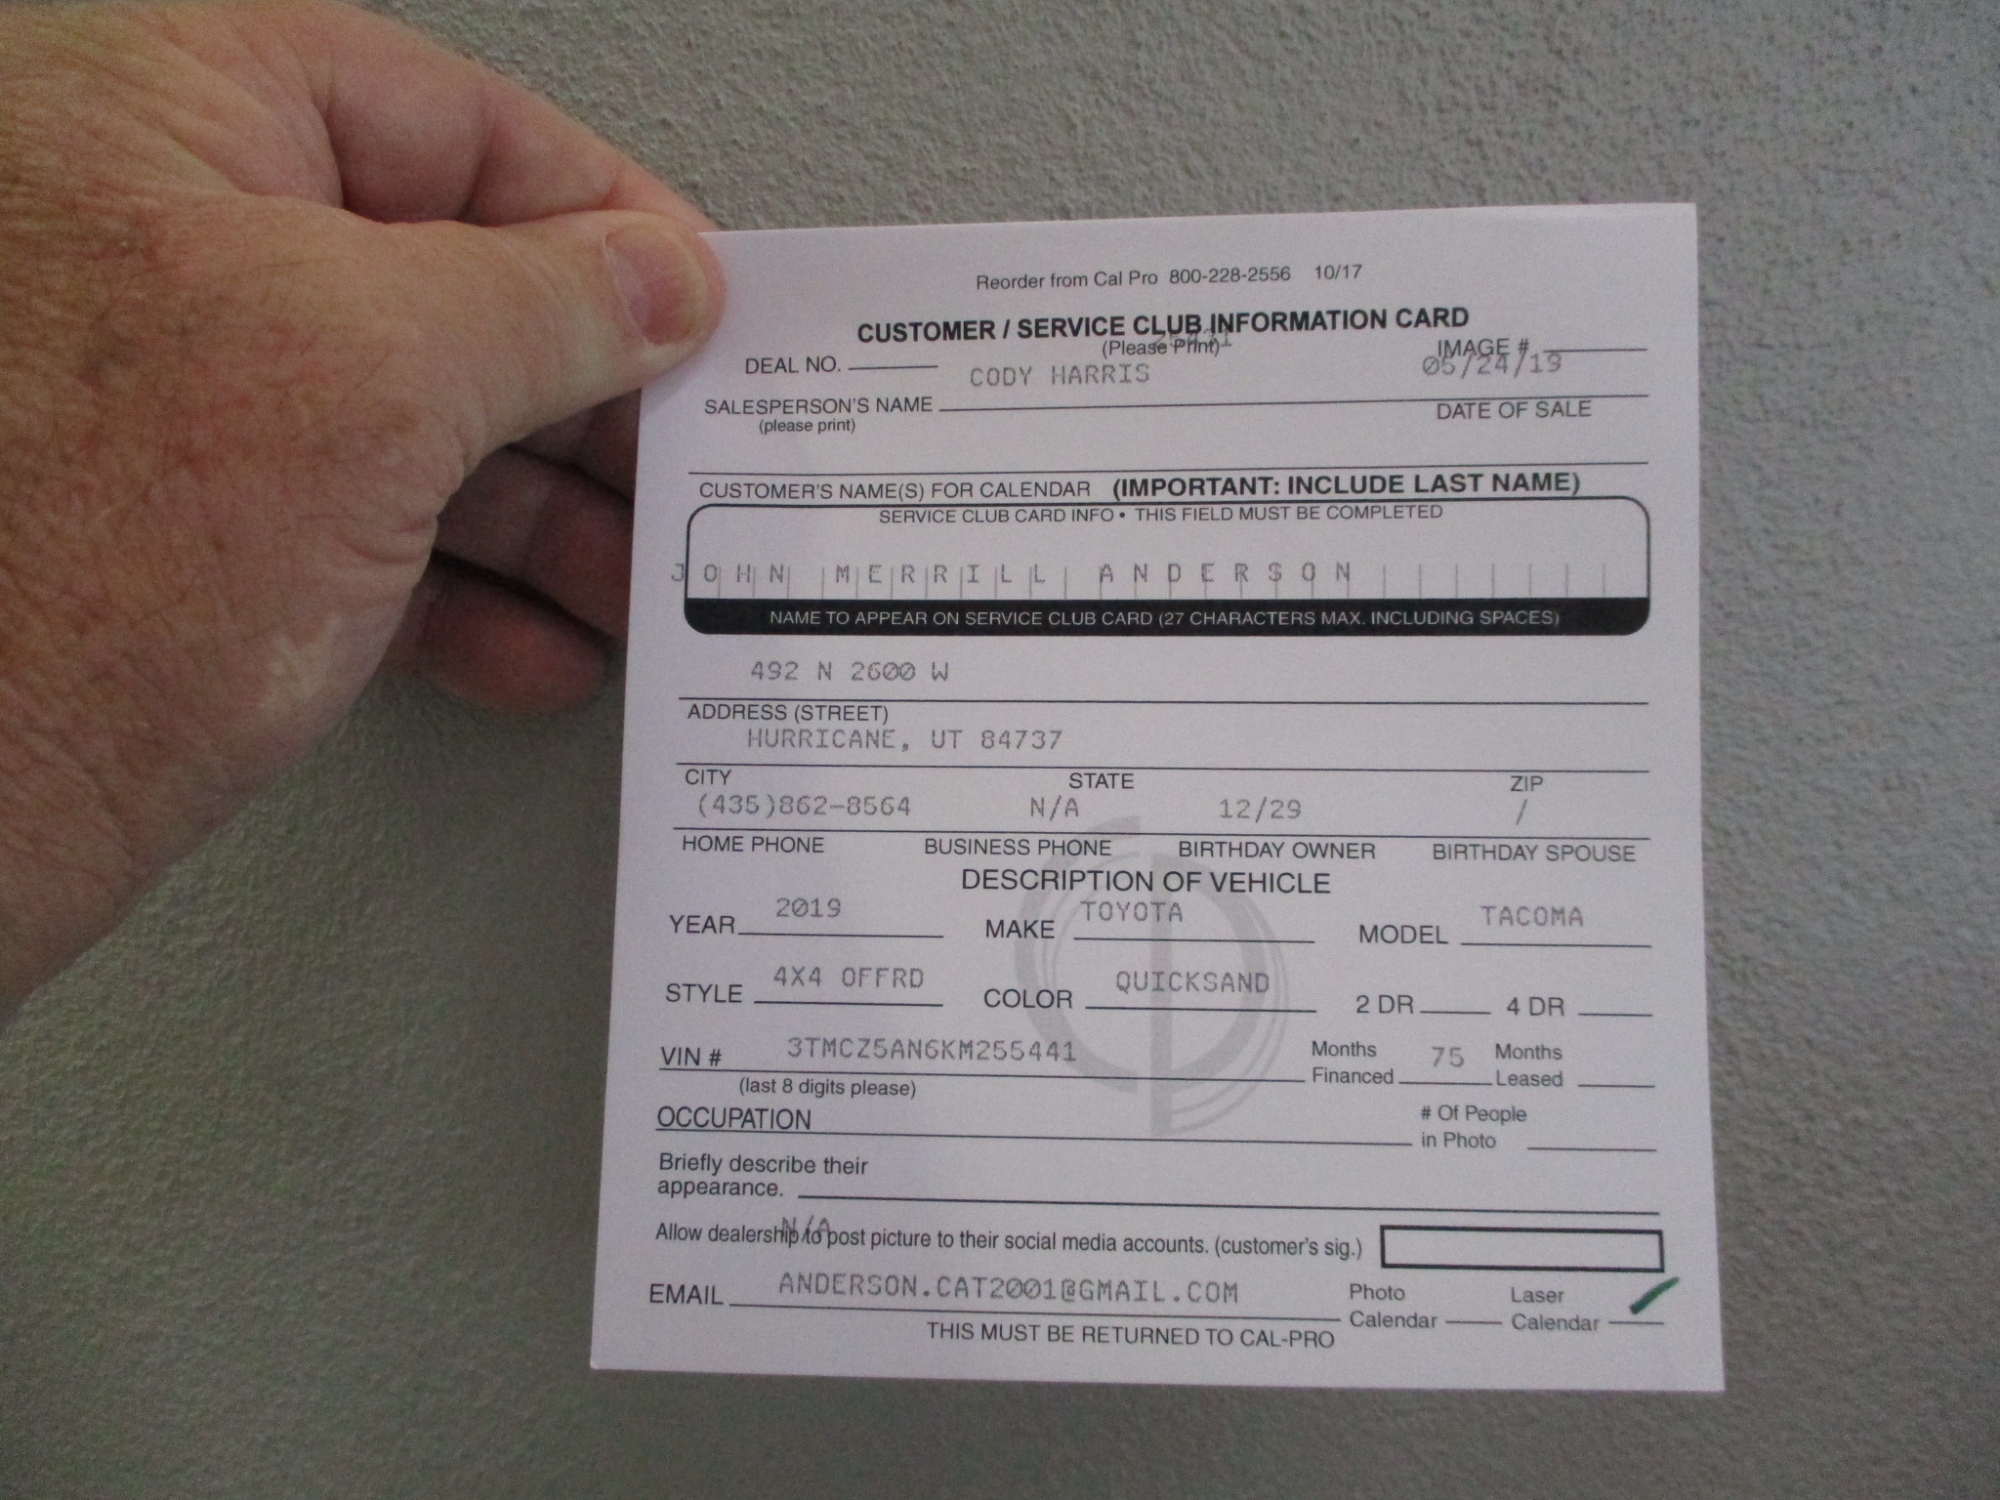 Reorder from Cal Pro 800-228-2556 10/17
CUSTOMER / SERVICE CLUB INFORMATION CARD
(Please Print)
DEAL NO. IMAGE #
CODY HARRIS 05/24/19
SALESPERSON'S NAME DATE OF SALE
(please print)
CUSTOMER'S NAME(S) FOR CALENDAR (IMPORTANT: INCLUDE LAST NAME)
SERVICE CLUB CARD INFO • THIS FIELD MUST BE COMPLETED
JOHN MERRILL ANDERSON
NAME TO APPEAR ON SERVICE CLUB CARD (27 CHARACTERS MAX. INCLUDING SPACES)
492 N 2600 W
ADDRESS (STREET)
HURRICANE, UT 84737
CITY STATE ZIP
(435)862-8564 N/A 12/29 /
HOME PHONE BUSINESS PHONE BIRTHDAY OWNER BIRTHDAY SPOUSE
DESCRIPTION OF VEHICLE
YEAR 2019 MAKE TOYOTA MODEL TACOMA
STYLE 4X4 OFFRD COLOR QUICKSAND 2 DR 4 DR
VIN # 3TMCZ5AN6KM255441 Months Financed 75 Months Leased
(last 8 digits please)
OCCUPATION # Of People in Photo
Briefly describe their
appearance.
N/A
Allow dealership to post picture to their social media accounts. (customer's sig.)
EMAIL ANDERSON.CAT2001@GMAIL.COM Photo Calendar Laser Calendar
THIS MUST BE RETURNED TO CAL-PRO